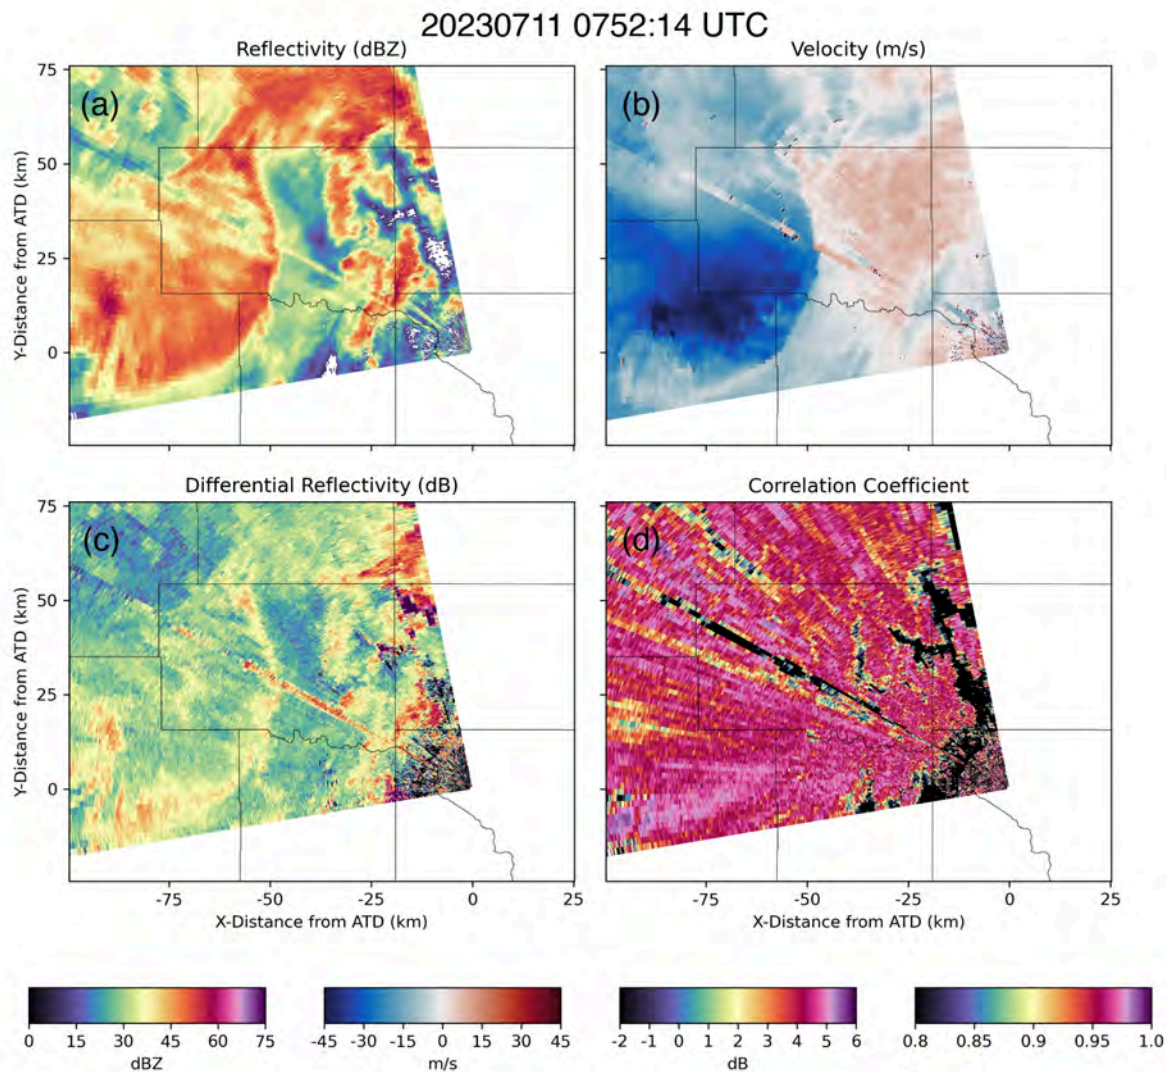 20230711 0752:14 UTC
Reflectivity (dBZ)
Velocity (m/s)
(a)
(b)
75
50
25
0
Y-Distance from ATD (km)
Differential Reflectivity (dB)
Correlation Coefficient
(c)
(d)
75
50
25
0
Y-Distance from ATD (km)
-75 -50 -25 0 25
-75 -50 -25 0 25
X-Distance from ATD (km)
X-Distance from ATD (km)
0 15 30 45 60 75
dBZ
-45 -30 -15 0 15 30 45
m/s
-2 -1 0 1 2 3 4 5 6
dB
0.8 0.85 0.9 0.95 1.0